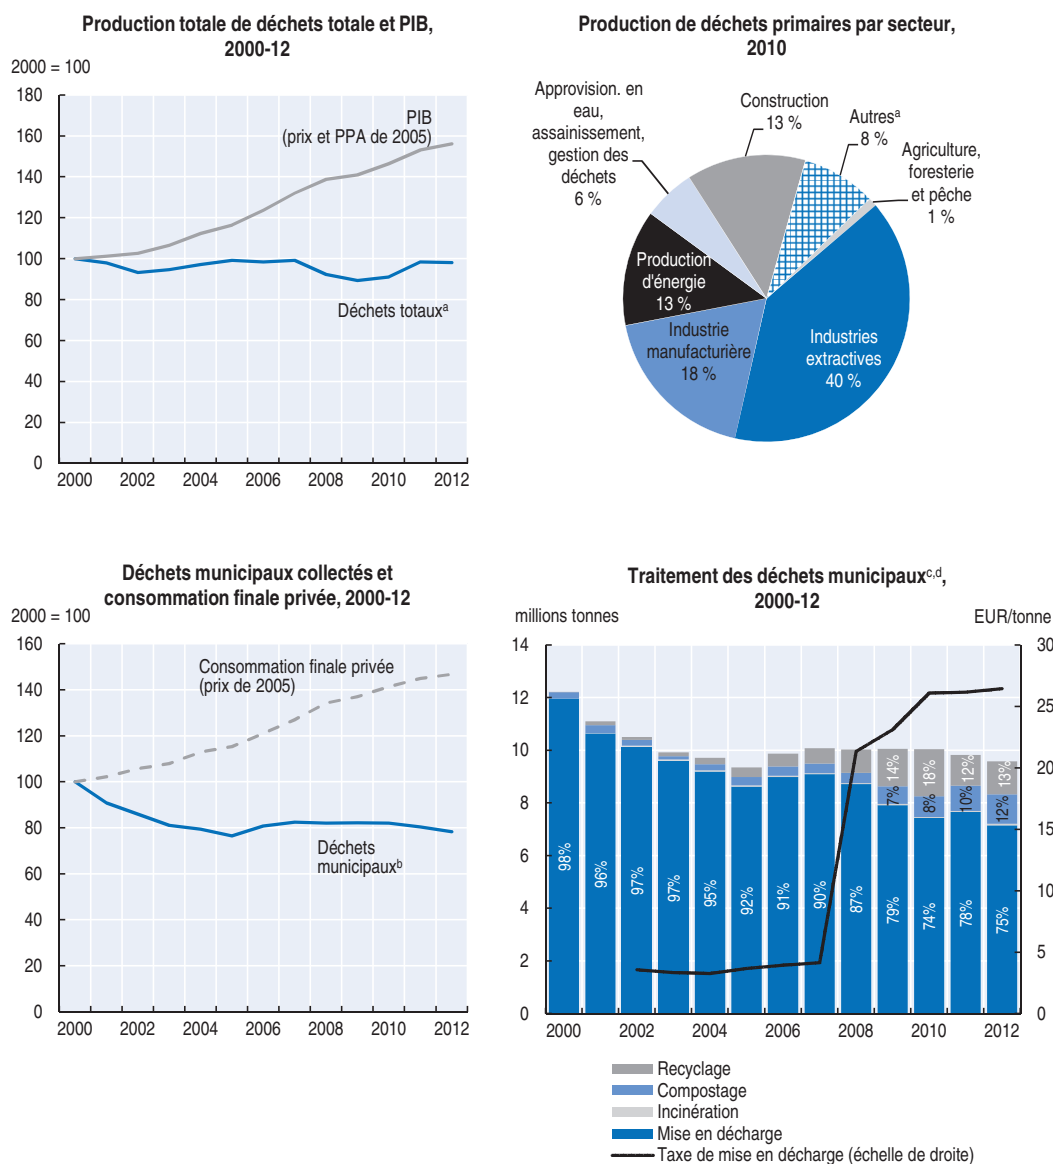 Production totale de déchets totale et PIB,
2000-12
2000 = 100
180
160
140
120
100
80
60
40
20
0
PIB
(prix et PPA de 2005)
Déchets totauxa
2000 2002 2004 2006 2008 2010 2012
Production de déchets primaires par secteur,
2010
Approvision. en
eau,
assainissement,
gestion des
déchets
6 %
Construction
13 %
Autresa
8 %
Agriculture,
foresterie
et pêche
1 %
Production
d'énergie
13 %
Industrie
manufacturière
18 %
Industries
extractives
40 %
Déchets municipaux collectés et
consommation finale privée, 2000-12
2000 = 100
160
140
120
100
80
60
40
20
0
Consommation finale privée
(prix de 2005)
Déchets
municipauxb
2000 2002 2004 2006 2008 2010 2012
Traitement des déchets municipauxc,d,
2000-12
millions tonnes
EUR/tonne
14
12
10
8
6
4
2
0
30
25
20
15
10
5
0
98%
96%
97%
97%
95%
92%
91%
90%
87%
79%
74%
78%
75%
7%
8%
10%
12%
14%
18%
12%
13%
2000 2002 2004 2006 2008 2010 2012
Recyclage
Compostage
Incinération
Mise en décharge
Taxe de mise en décharge (échelle de droite)